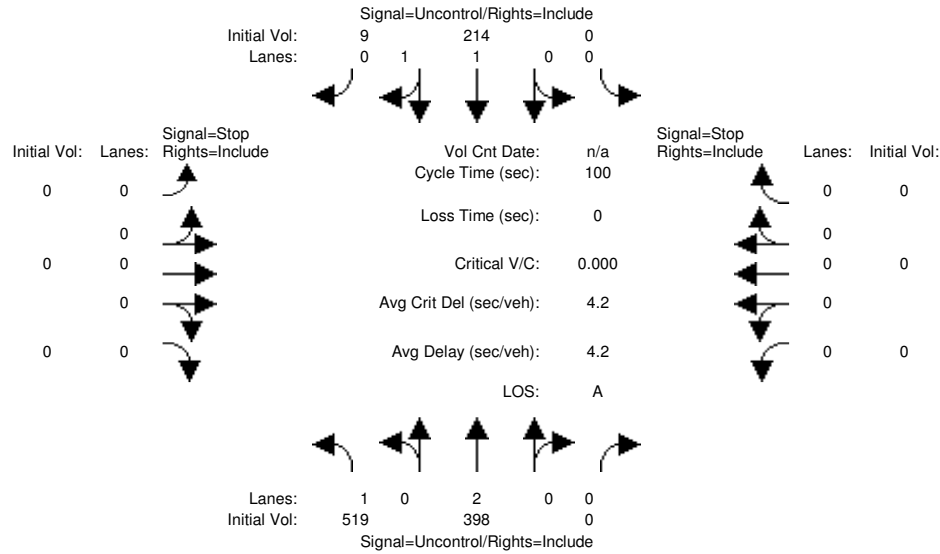 Signal=Uncontrol/Rights=Include
Initial Vol: 9 214 0
Lanes: 0 1 1 0 0
Signal=Stop Signal=Stop
Initial Vol: Lanes: Rights=Include Vol Cnt Date: n/a Rights=Include Lanes: Initial Vol:
Cycle Time (sec): 100
0 0 0 0
Loss Time (sec): 0
0 0
0 0 Critical V/C: 0.000 0 0
0 Avg Crit Del (sec/veh): 4.2 0
0 0 Avg Delay (sec/veh): 4.2 0 0
LOS: A
Lanes: 1 0 2 0 0
Initial Vol: 519 398 0
Signal=Uncontrol/Rights=Include